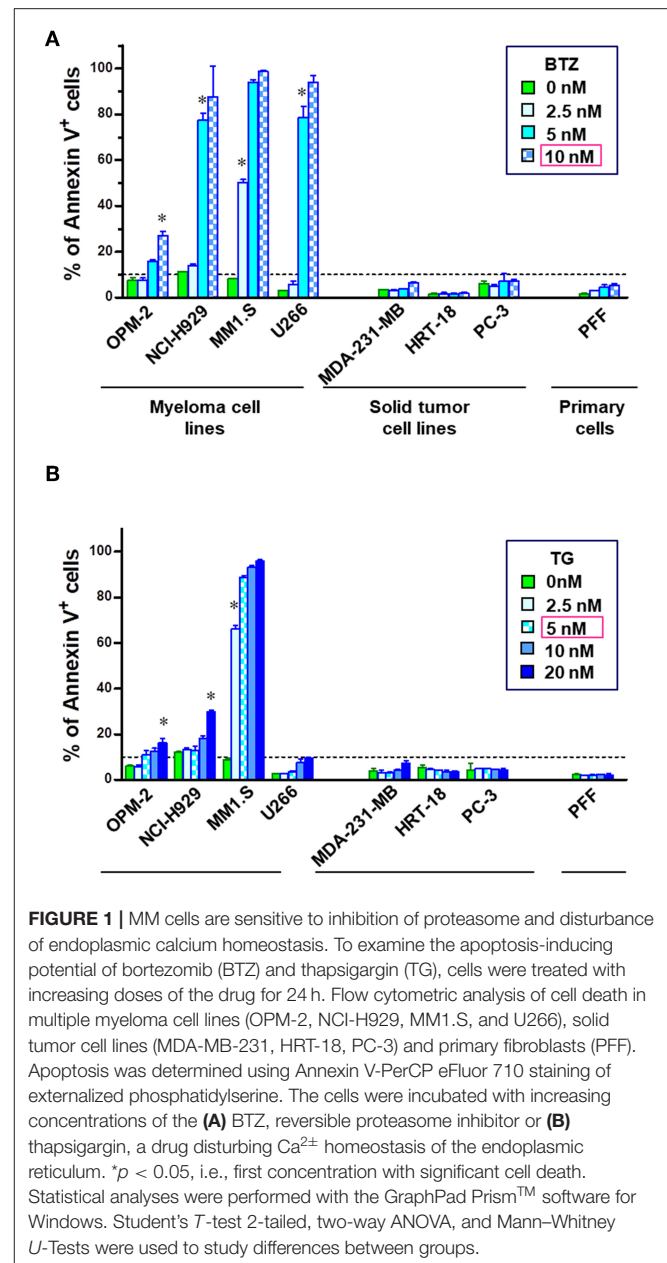 A
% of Annexin V+ cells
100
80
60
40
20
0
* * * *
BTZ
0 nM
2.5 nM
5 nM
10 nM
OPM-2
NCI-H929
MM1.S
U266
MDA-231-MB
HRT-18
PC-3
PFF
Myeloma cell
lines
Solid tumor
cell lines
Primary
cells
B
% of Annexin V+ cells
100
80
60
40
20
0
* * *
TG
0nM
2.5 nM
5 nM
10 nM
20 nM
OPM-2
NCI-H929
MM1.S
U266
MDA-231-MB
HRT-18
PC-3
PFF
FIGURE 1 | MM cells are sensitive to inhibition of proteasome and disturbance
of endoplasmic calcium homeostasis. To examine the apoptosis-inducing
potential of bortezomib (BTZ) and thapsigargin (TG), cells were treated with
increasing doses of the drug for 24 h. Flow cytometric analysis of cell death in
multiple myeloma cell lines (OPM-2, NCI-H929, MM1.S, and U266), solid
tumor cell lines (MDA-MB-231, HRT-18, PC-3) and primary fibroblasts (PFF).
Apoptosis was determined using Annexin V-PerCP eFluor 710 staining of
externalized phosphatidylserine. The cells were incubated with increasing
concentrations of the (A) BTZ, reversible proteasome inhibitor or (B)
thapsigargin, a drug disturbing Ca2± homeostasis of the endoplasmic
reticulum. *p < 0.05, i.e., first concentration with significant cell death.
Statistical analyses were performed with the GraphPad Prism™ software for
Windows. Student's T-test 2-tailed, two-way ANOVA, and Mann–Whitney
U-Tests were used to study differences between groups.